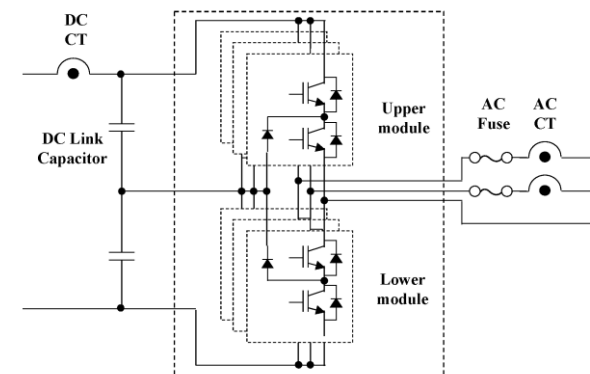 DC
CT
DC Link
Capacitor
Upper
module
AC
Fuse
AC
CT
Lower
module